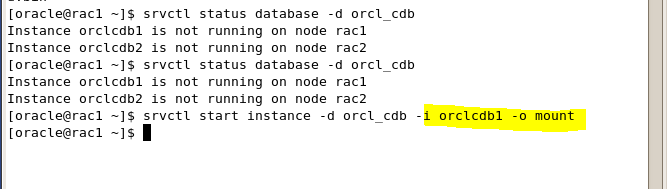 [oracle@rac1 ~]$ srvctl status database -d orcl_cdb
Instance orclcdb1 is not running on node rac1
Instance orclcdb2 is not running on node rac2
[oracle@rac1 ~]$ srvctl status database -d orcl_cdb
Instance orclcdb1 is not running on node rac1
Instance orclcdb2 is not running on node rac2
[oracle@rac1 ~]$ srvctl start instance -d orcl_cdb -i orclcdb1 -o mount
[oracle@rac1 ~]$